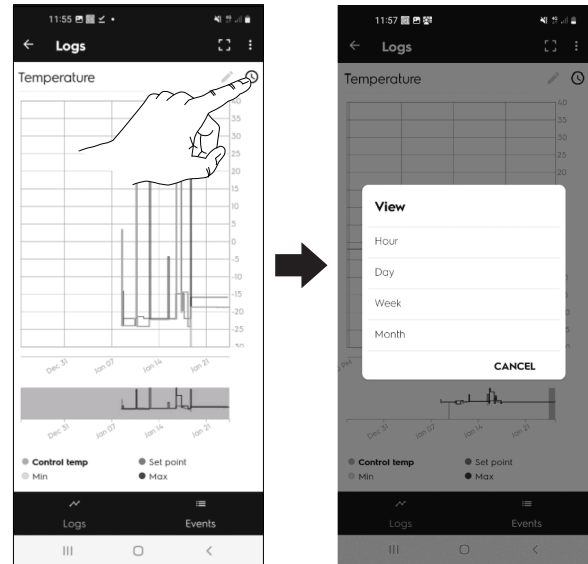 11:55
Logs
Temperature
40
35
30
25
20
15
10
5
0
-5
-10
-15
-20
-25
-30
Dec 31 Jan 07 Jan 14 Jan 21
Dec 31 Jan 07 Jan 14 Jan 21
Control temp Set point
Min Max
Logs Events
11:57
Logs
Temperature
40
35
30
25
20
View
Hour
Day
Week
Month
CANCEL
PM
Dec 31 Jan 07 Jan 14 Jan 21
Control temp Set point
Min Max
Logs Events